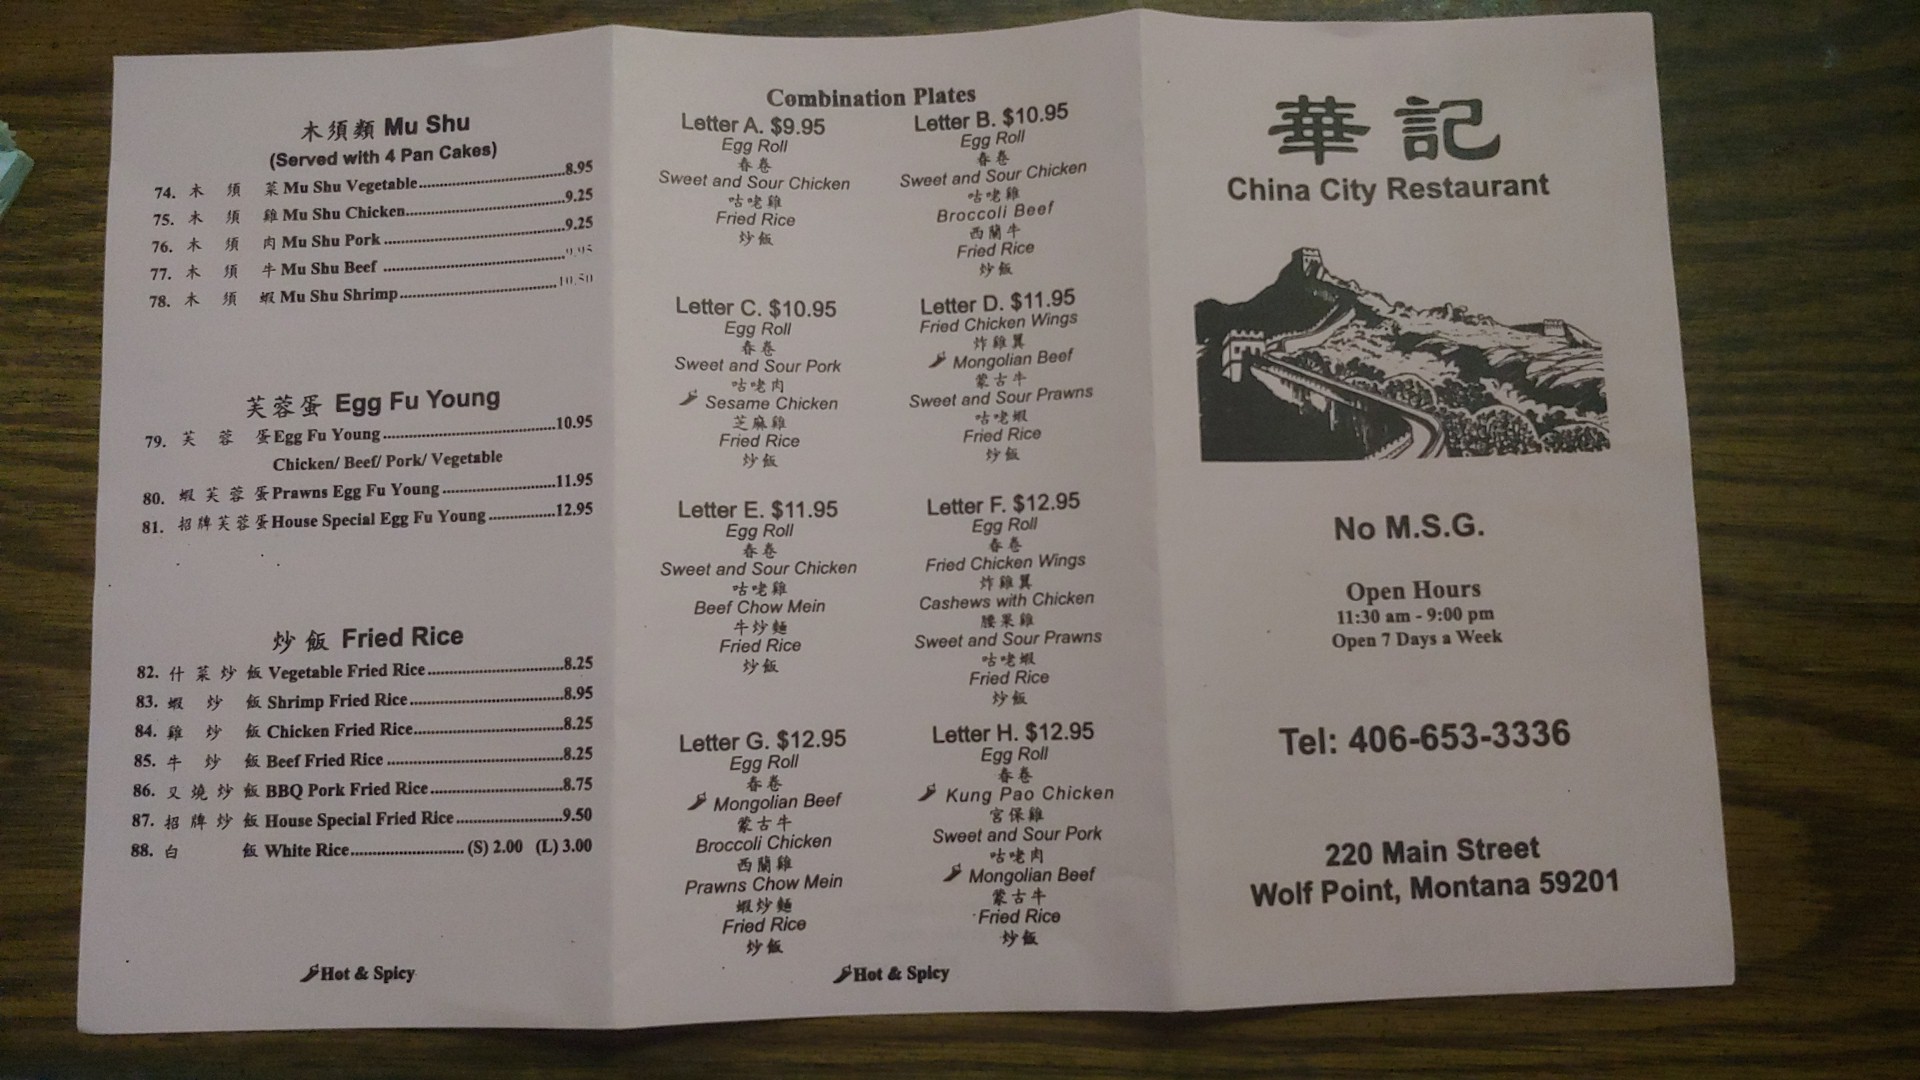 木須類 Mu Shu
(Served with 4 Pan Cakes)
74. 木 須 菜 Mu Shu Vegetable..............................8.95
75. 木 須 雞 Mu Shu Chicken................................9.25
76. 木 須 肉 Mu Shu Pork ....................................9.25
77. 木 須 牛 Mu Shu Beef ....................................9.95
78. 木 須 蝦 Mu Shu Shrimp................................10.50
芙蓉蛋 Egg Fu Young
79. 芙 蓉 蛋 Egg Fu Young ...................................10.95
Chicken/ Beef/ Pork/ Vegetable
80. 蝦 芙 蓉 蛋 Prawns Egg Fu Young .......................11.95
81. 招牌芙蓉蛋 House Special Egg Fu Young .............12.95
炒飯 Fried Rice
82. 什 菜 炒 飯 Vegetable Fried Rice...........................8.25
83. 蝦 炒 飯 Shrimp Fried Rice...............................8.95
84. 雞 炒 飯 Chicken Fried Rice..............................8.25
85. 牛 炒 飯 Beef Fried Rice ...................................8.25
86. 叉 燒 炒 飯 BBQ Pork Fried Rice..........................8.75
87. 招 牌 炒 飯 House Special Fried Rice.....................9.50
88. 白 飯 White Rice.......................... (S) 2.00 (L) 3.00
Hot & Spicy
Combination Plates
Letter A. $9.95
Egg Roll
春卷
Sweet and Sour Chicken
咕咾雞
Fried Rice
炒飯
Letter B. $10.95
Egg Roll
春卷
Sweet and Sour Chicken
咕咾雞
Broccoli Beef
西蘭牛
Fried Rice
炒飯
Letter C. $10.95
Egg Roll
春卷
Sweet and Sour Pork
咕咾肉
Sesame Chicken
芝麻雞
Fried Rice
炒飯
Letter D. $11.95
Fried Chicken Wings
炸雞翼
Mongolian Beef
蒙古牛
Sweet and Sour Prawns
咕咾蝦
Fried Rice
炒飯
Letter E. $11.95
Egg Roll
春卷
Sweet and Sour Chicken
咕咾雞
Beef Chow Mein
牛炒麵
Fried Rice
炒飯
Letter F. $12.95
Egg Roll
春卷
Fried Chicken Wings
炸雞翼
Cashews with Chicken
腰果雞
Sweet and Sour Prawns
咕咾蝦
Fried Rice
炒飯
Letter G. $12.95
Egg Roll
春卷
Mongolian Beef
蒙古牛
Broccoli Chicken
西蘭雞
Prawns Chow Mein
蝦炒麵
Fried Rice
炒飯
Letter H. $12.95
Egg Roll
春卷
Kung Pao Chicken
宮保雞
Sweet and Sour Pork
咕咾肉
Mongolian Beef
蒙古牛
Fried Rice
炒飯
Hot & Spicy
華記
China City Restaurant
No M.S.G.
Open Hours
11:30 am - 9:00 pm
Open 7 Days a Week
Tel: 406-653-3336
220 Main Street
Wolf Point, Montana 59201